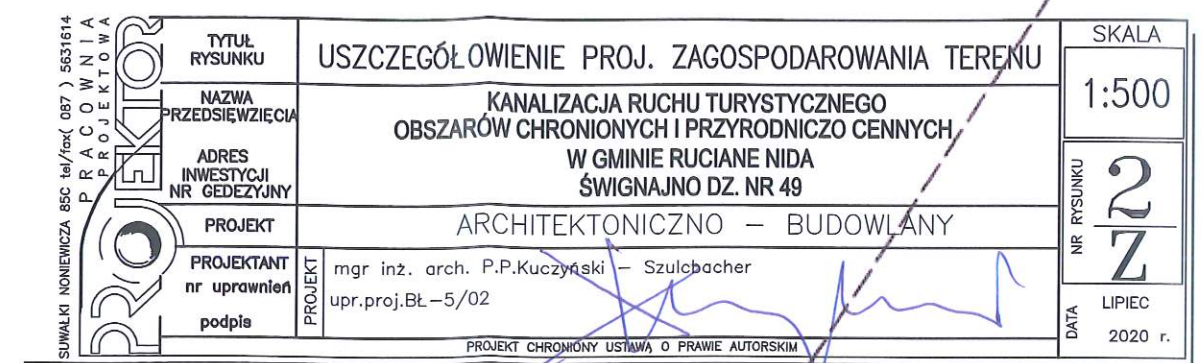 SUWAŁKI NONIEWICZA 85C tel/fax( 087 ) 5631614
PRACOWNIA
PROJEKTOWA
PROJEKTOR
TYTUŁ
RYSUNKU
USZCZEGÓŁOWIENIE PROJ. ZAGOSPODAROWANIA TERENU
SKALA
1:500
NAZWA
PRZEDSIĘWZIĘCIA
KANALIZACJA RUCHU TURYSTYCZNEGO
OBSZARÓW CHRONIONYCH I PRZYRODNICZO CENNYCH
W GMINIE RUCIANE NIDA
ADRES
INWESTYCJI
NR GEDEZYJNY
ŚWIGNAJNO DZ. NR 49
NR RYSUNKU
2
Z
PROJEKT
ARCHITEKTONICZNO – BUDOWLANY
PROJEKTANT
nr uprawnień
podpis
PROJEKT
mgr inż. arch. P.P.Kuczyński – Szulcbacher
upr.proj.BŁ–5/02
DATA
LIPIEC
2020 r.
PROJEKT CHRONIONY USTAWĄ O PRAWIE AUTORSKIM